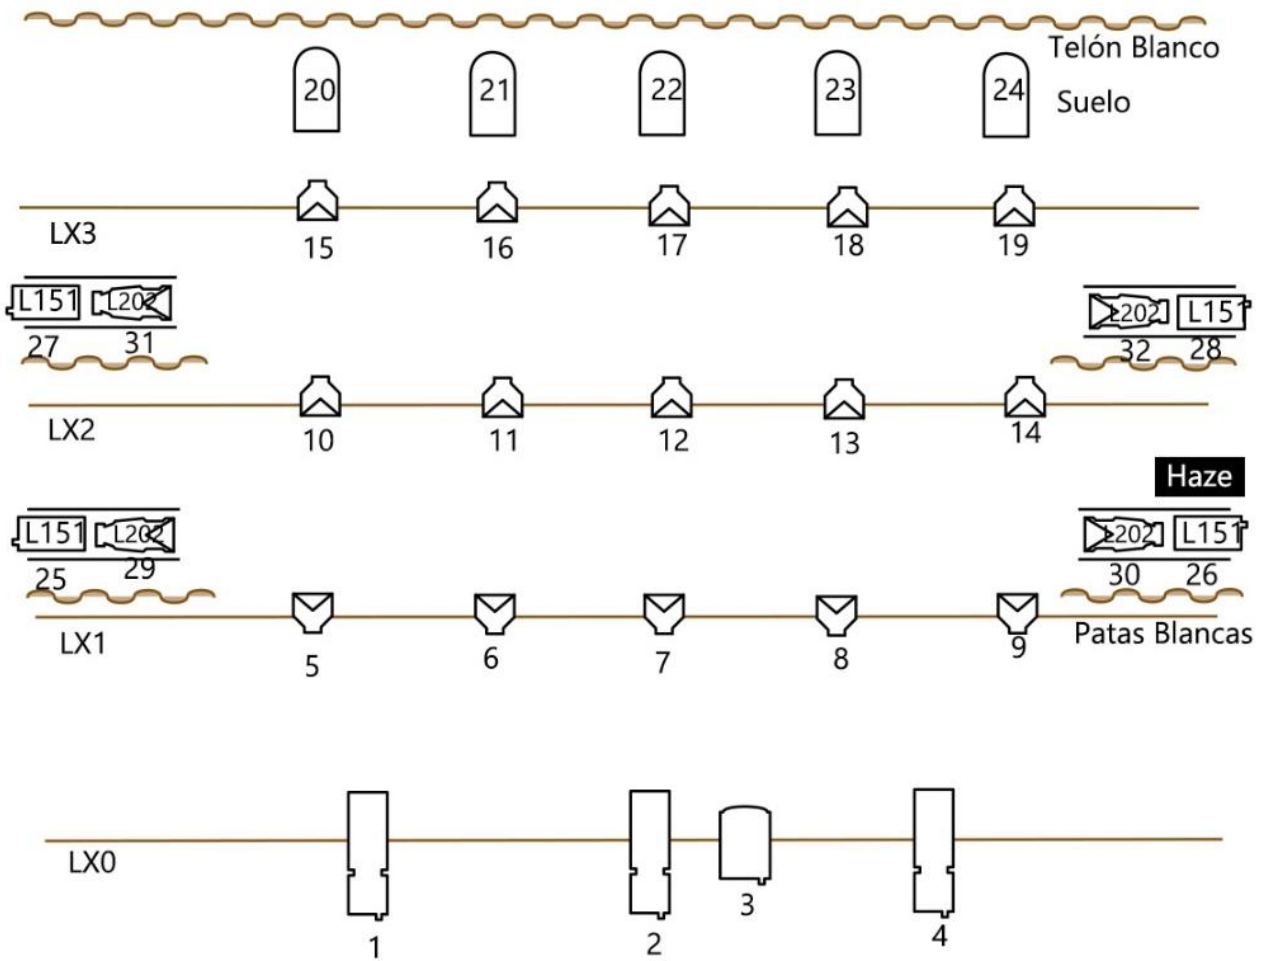 Telón Blanco
20 21 22 23 24 Suelo
LX3 15 16 17 18 19
L151 L202 L202 L151
27 31 32 28
LX2 10 11 12 13 14
Haze
L151 L202 L202 L151
25 29 30 26
LX1 5 6 7 8 9 Patas Blancas
LX0
1 2 3 4